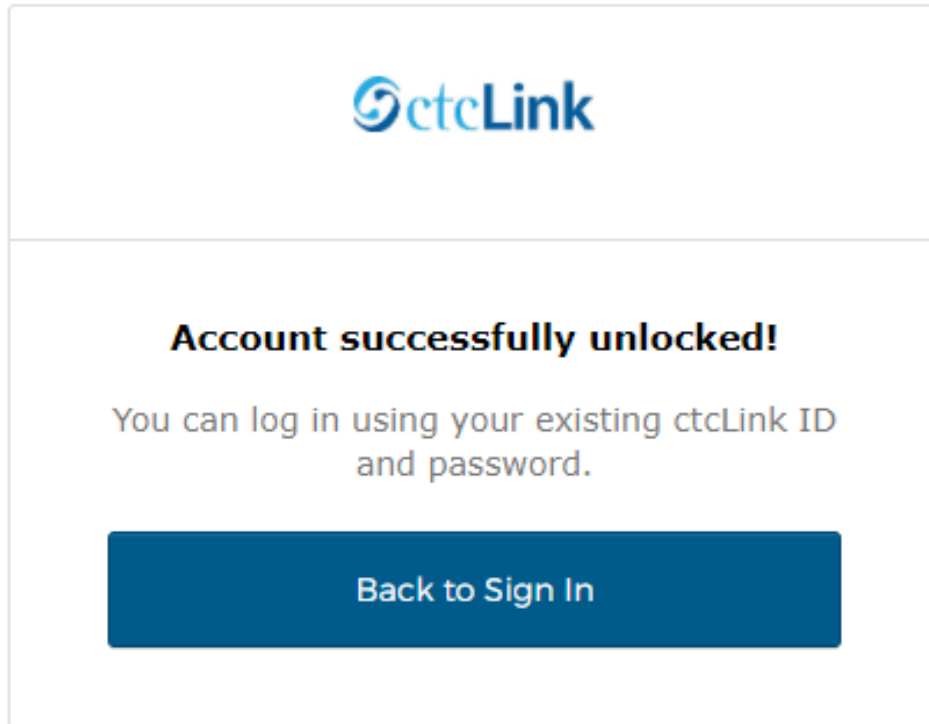 ctcLink
Account successfully unlocked!
You can log in using your existing ctcLink ID
and password.
Back to Sign In